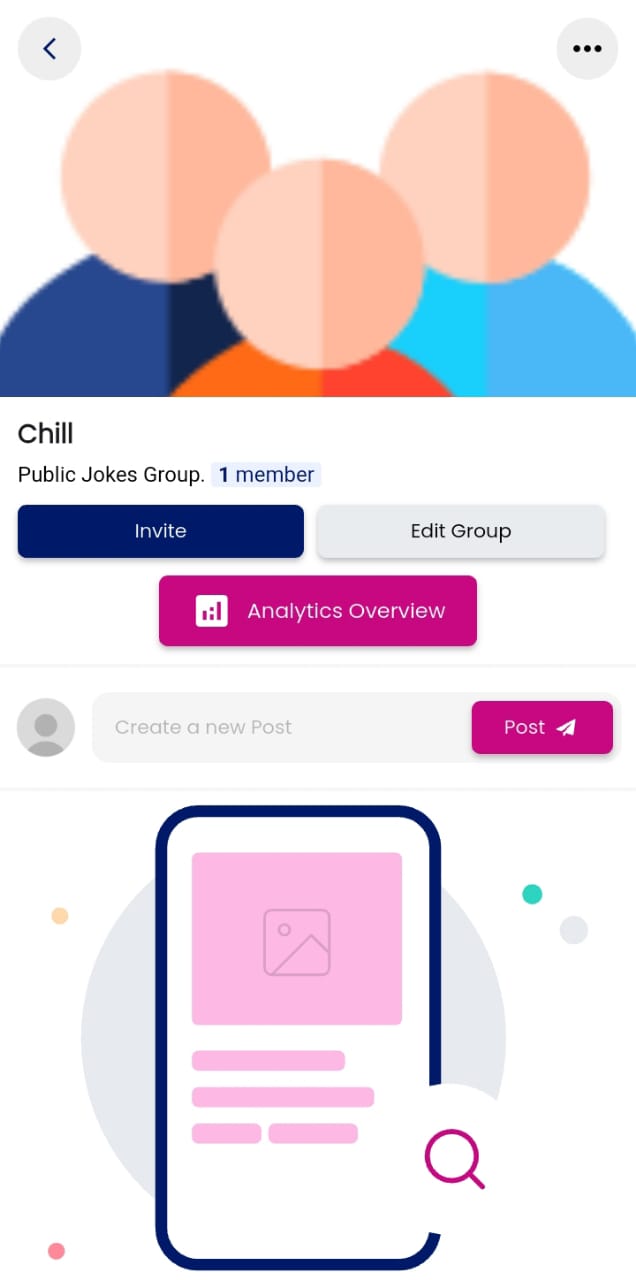 Chill
Public Jokes Group. 1 member
Invite Edit Group
Analytics Overview
Create a new Post Post